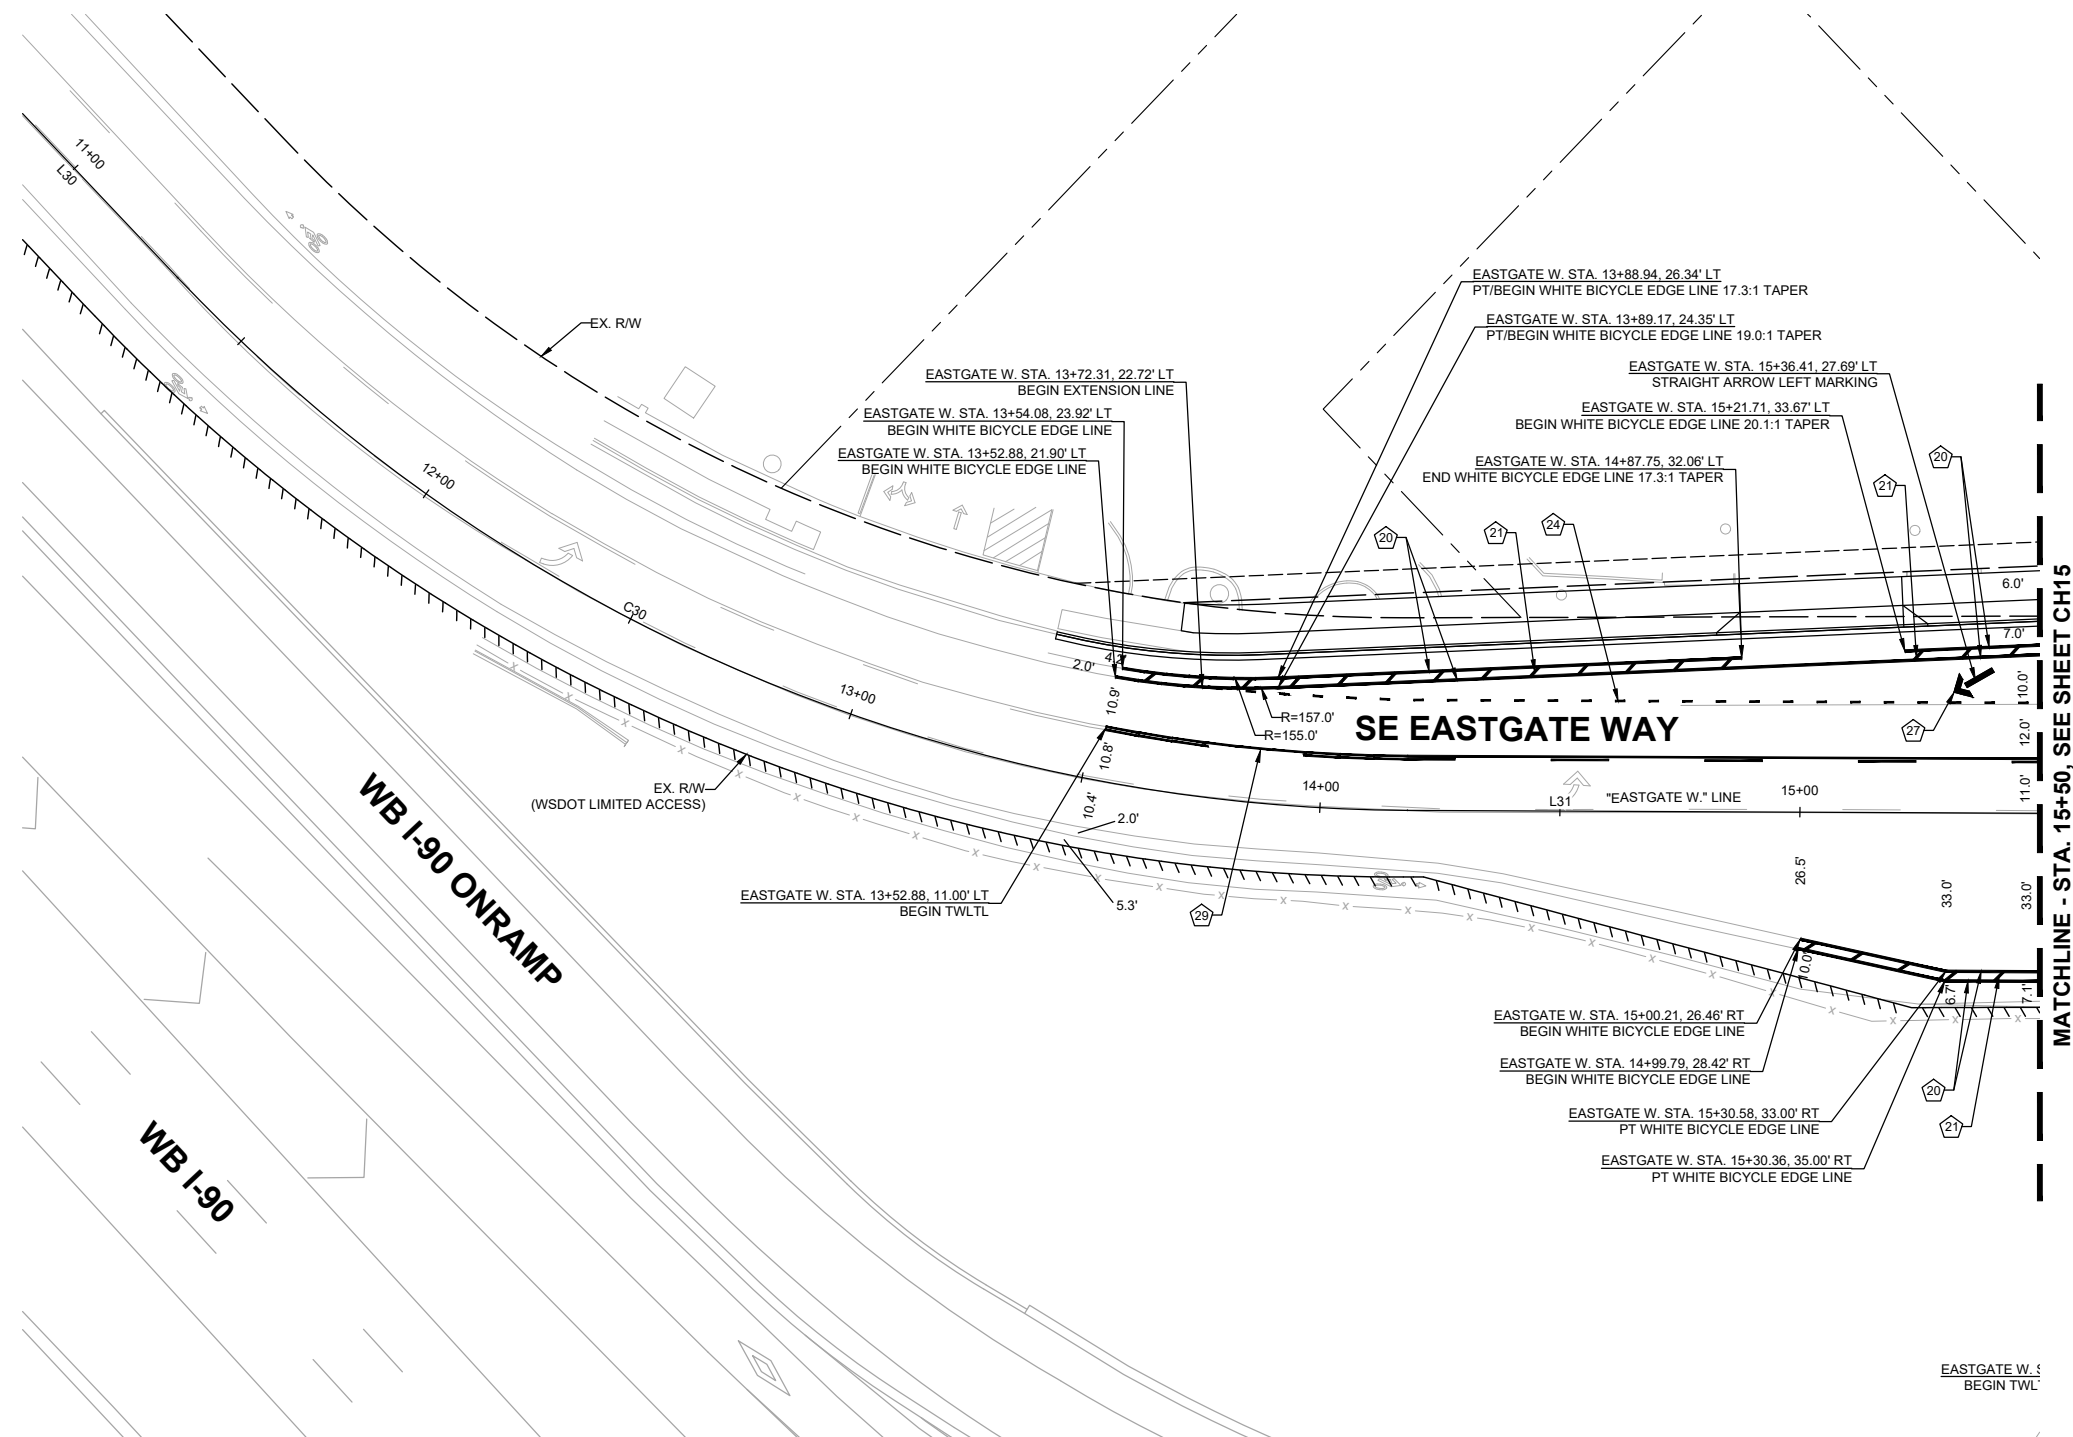 11+00
L30
EX. R/W
EASTGATE W. STA. 13+88.94, 26.34' LT
PT/BEGIN WHITE BICYCLE EDGE LINE 17.3:1 TAPER
EASTGATE W. STA. 13+89.17, 24.35' LT
PT/BEGIN WHITE BICYCLE EDGE LINE 19.0:1 TAPER
EASTGATE W. STA. 13+72.31, 22.72' LT
BEGIN EXTENSION LINE
EASTGATE W. STA. 15+36.41, 27.69' LT
STRAIGHT ARROW LEFT MARKING
EASTGATE W. STA. 13+54.08, 23.92' LT
BEGIN WHITE BICYCLE EDGE LINE
EASTGATE W. STA. 15+21.71, 33.67' LT
BEGIN WHITE BICYCLE EDGE LINE 20.1:1 TAPER
EASTGATE W. STA. 13+52.88, 21.90' LT
BEGIN WHITE BICYCLE EDGE LINE
EASTGATE W. STA. 14+87.75, 32.06' LT
END WHITE BICYCLE EDGE LINE 17.3:1 TAPER
20
21
12+00
20
21
24
6.0'
7.0'
C30
2.0'
10.9'
13+00
10.0'
R=157.0'
R=155.0'
SE EASTGATE WAY
27
12.0'
10.8'
EX. R/W
(WSDOT LIMITED ACCESS)
14+00
L31
"EASTGATE W." LINE
15+00
11.0'
10.4'
2.0'
WB I-90 ONRAMP
26.5'
33.0'
33.0'
EASTGATE W. STA. 13+52.88, 11.00' LT
BEGIN TWLTL
5.3'
29
10.0'
6.7'
7.1'
EASTGATE W. STA. 15+00.21, 26.46' RT
BEGIN WHITE BICYCLE EDGE LINE
EASTGATE W. STA. 14+99.79, 28.42' RT
BEGIN WHITE BICYCLE EDGE LINE
20
EASTGATE W. STA. 15+30.58, 33.00' RT
PT WHITE BICYCLE EDGE LINE
21
EASTGATE W. STA. 15+30.36, 35.00' RT
PT WHITE BICYCLE EDGE LINE
WB I-90
MATCHLINE - STA. 15+50, SEE SHEET CH15
EASTGATE W.
BEGIN